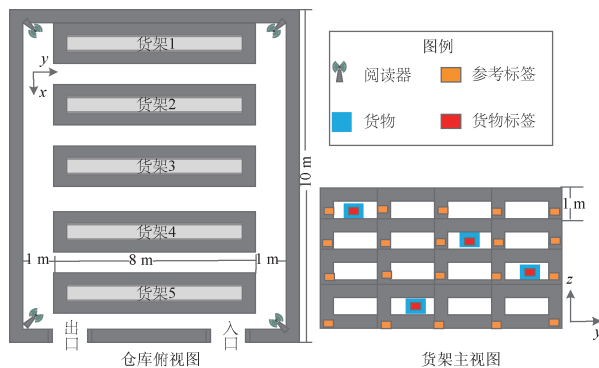 货架1
y
x
货架2
货架3
10 m
货架4
1 m
8 m
1 m
货架5
出口
入口
仓库俯视图
图例
阅读器
参考标签
货物
货物标签
1 m
z
y
货架主视图